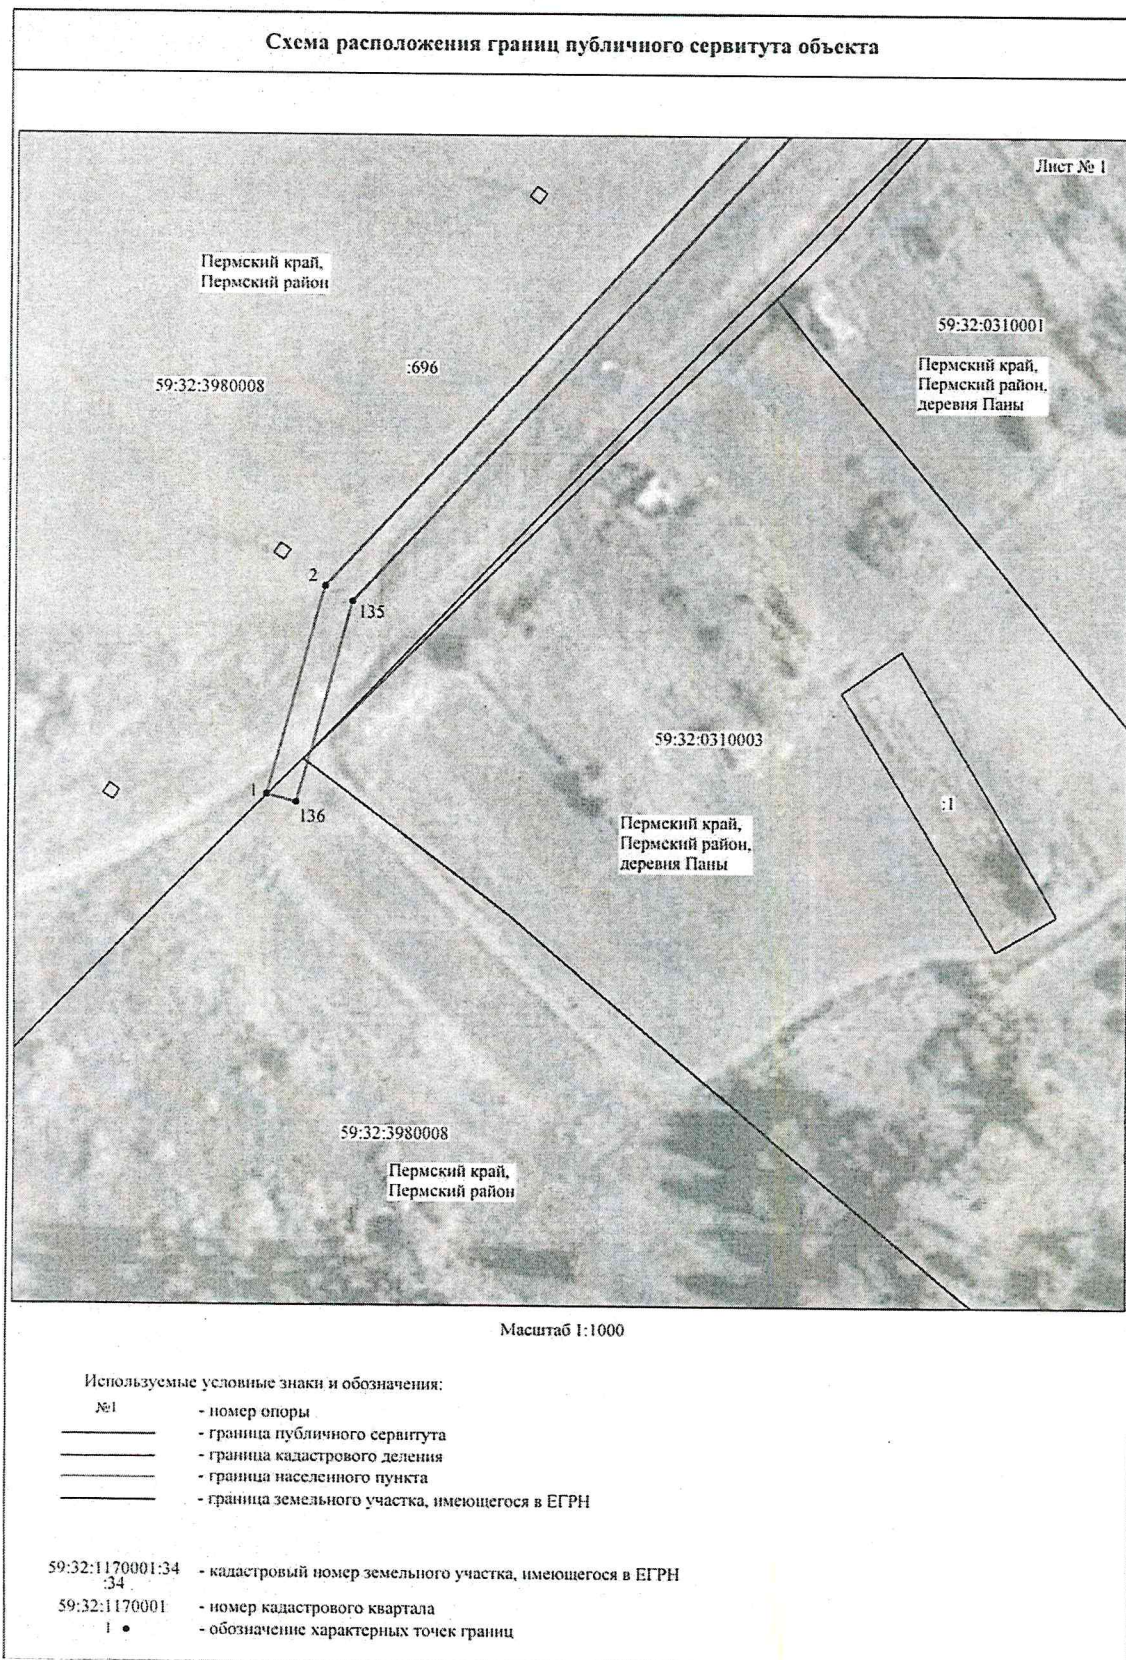 Схема расположения границ публичного сервитута объекта
Лист № 1
Пермский край,
Пермский район
59:32:0310001
:696
59:32:3980008
Пермский край,
Пермский район,
деревня Паны
2
135
59:32:0310003
1
136
:1
Пермский край,
Пермский район,
деревня Паны
59:32:3980008
Пермский край,
Пермский район
Масштаб 1:1000
Используемые условные знаки и обозначения:
№1 - номер опоры
- граница публичного сервитута
- граница кадастрового деления
- граница населенного пункта
- граница земельного участка, имеющегося в ЕГРН
59:32:1170001:34
:34 - кадастровый номер земельного участка, имеющегося в ЕГРН
59:32:1170001 - номер кадастрового квартала
1 ● - обозначение характерных точек границ